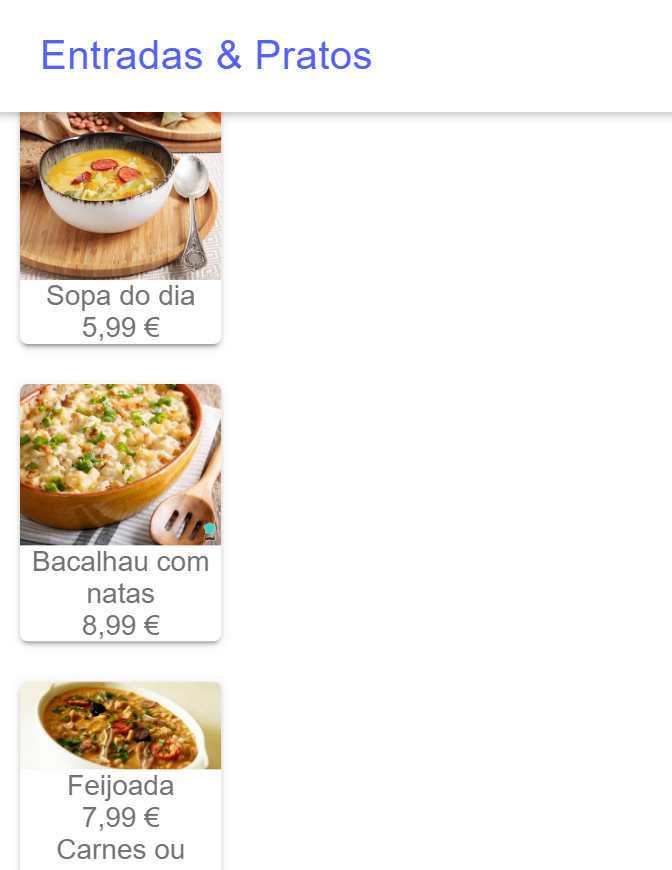 Entradas & Pratos
Sopa do dia
5,99 €
Bacalhau com
natas
8,99 €
Feijoada
7,99 €
Carnes ou